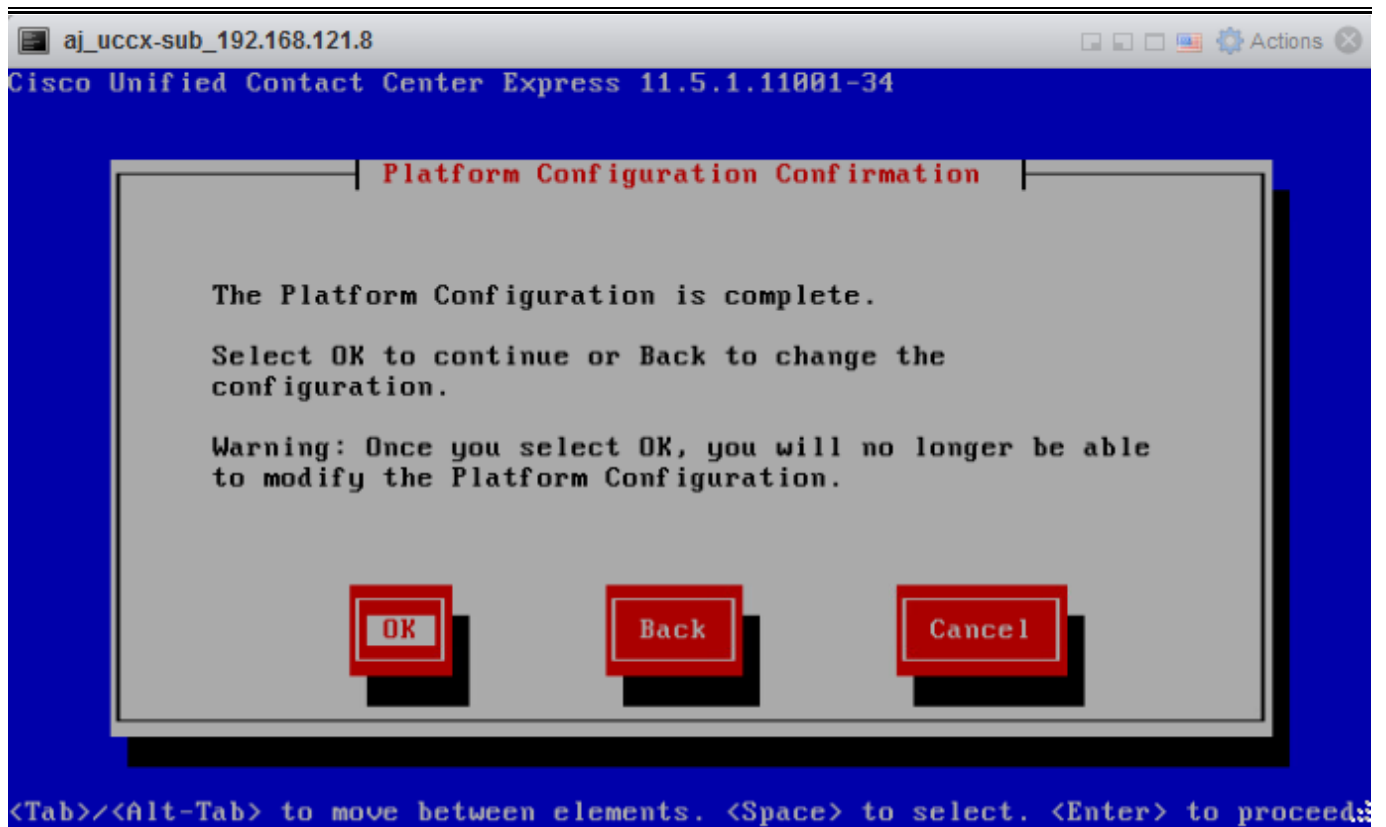 aj_uccx-sub_192.168.121.8
Actions
Cisco Unified Contact Center Express 11.5.1.11001-34
Platform Configuration Confirmation
The Platform Configuration is complete.
Select OK to continue or Back to change the
configuration.
Warning: Once you select OK, you will no longer be able
to modify the Platform Configuration.
OK
Back
Cancel
<Tab>/<Alt-Tab> to move between elements. <Space> to select. <Enter> to proceed